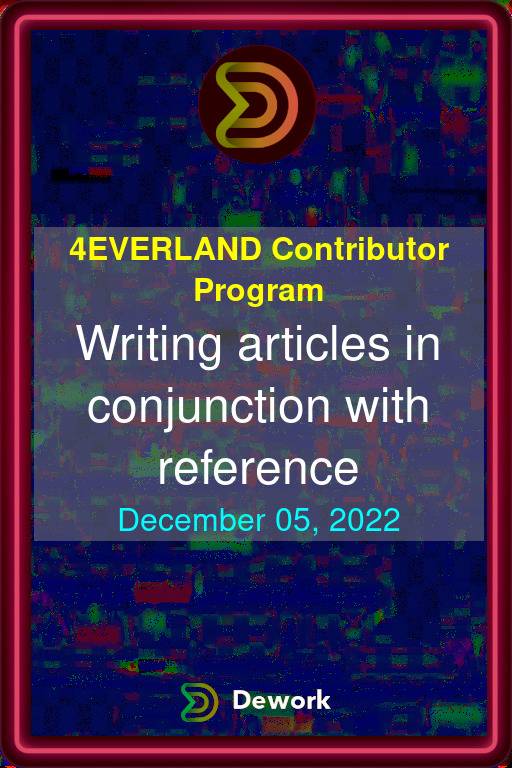 4EVERLAND Contributor
Program
Writing articles in
conjunction with
reference
December 05, 2022
Dework